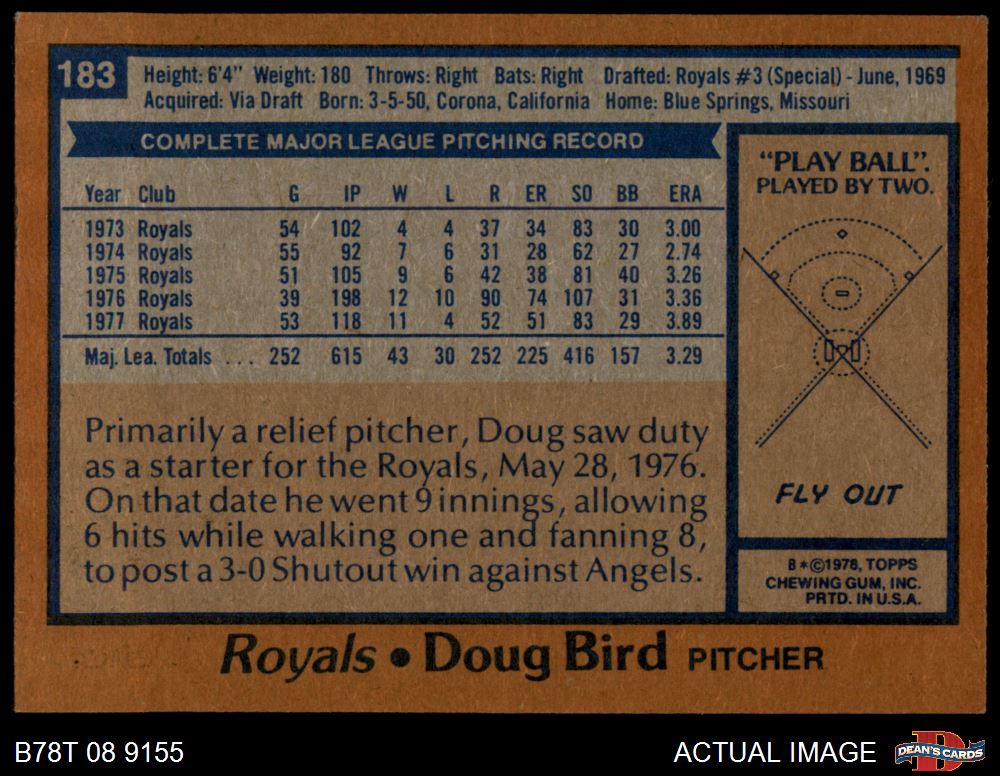 183
Height: 6'4" Weight: 180 Throws: Right Bats: Right Drafted: Royals #3 (Special) - June, 1969
Acquired: Via Draft Born: 3-5-50, Corona, California Home: Blue Springs, Missouri
COMPLETE MAJOR LEAGUE PITCHING RECORD
Year Club G IP W L R ER SO BB ERA
1973 Royals 54 102 4 4 37 34 83 30 3.00
1974 Royals 55 92 7 6 31 28 62 27 2.74
1975 Royals 51 105 9 6 42 38 81 40 3.26
1976 Royals 39 198 12 10 90 74 107 31 3.36
1977 Royals 53 118 11 4 52 51 83 29 3.89
Maj. Lea. Totals ... 252 615 43 30 252 225 416 157 3.29
Primarily a relief pitcher, Doug saw duty
as a starter for the Royals, May 28, 1976.
On that date he went 9 innings, allowing
6 hits while walking one and fanning 8,
to post a 3-0 Shutout win against Angels.
"PLAY BALL".
PLAYED BY TWO.
FLY OUT
B*©1978, TOPPS
CHEWING GUM, INC.
PRTD. IN U.S.A.
Royals • Doug Bird PITCHER
B78T 08 9155
ACTUAL IMAGE
DEAN'S CARDS